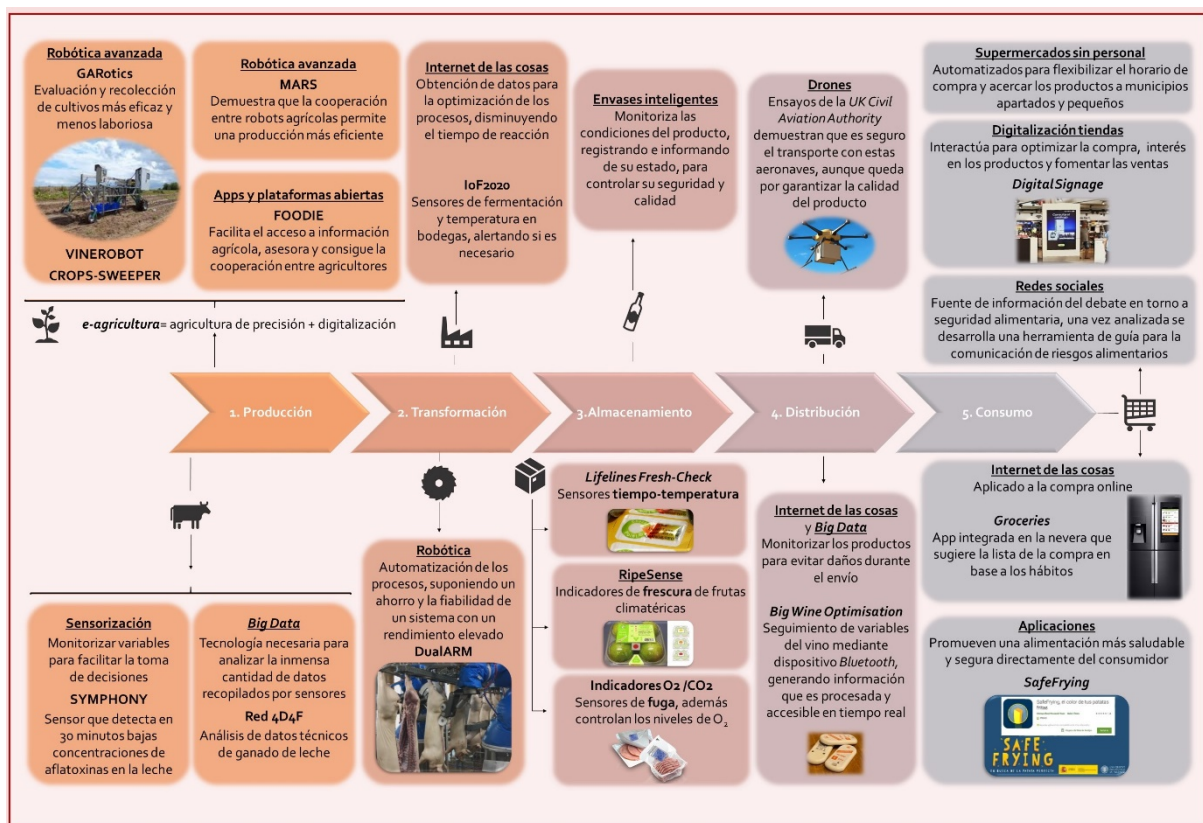 Robótica avanzada
GARotics
Evaluación y recolección
de cultivos más eficaz y
menos laboriosa
VINEROBOT
CROPS-SWEEPER
Robótica avanzada
MARS
Demuestra que la cooperación
entre robots agrícolas permite
una producción más eficiente
Apps y plataformas abiertas
FOODIE
Facilita el acceso a información
agrícola, asesora y consigue la
cooperación entre agricultores
e-agricultura= agricultura de precisión + digitalización
Internet de las cosas
Obtención de datos para
la optimización de los
procesos, disminuyendo
el tiempo de reacción
IoF2020
Sensores de fermentación
y temperatura en
bodegas, alertando si es
necesario
Envases inteligentes
Monitoriza las
condiciones del producto,
registrando e informando
de su estado, para
controlar su seguridad y
calidad
Drones
Ensayos de la UK Civil
Aviation Authority
demuestran que es seguro
el transporte con estas
aeronaves, aunque queda
por garantizar la calidad
del producto
Supermercados sin personal
Automatizados para flexibilizar el horario de
compra y acercar los productos a municipios
apartados y pequeños
Digitalización tiendas
Interactúa para optimizar la compra, interés
en los productos y fomentar las ventas
Digital Signage
Redes sociales
Fuente de información del debate en torno a
seguridad alimentaria, una vez analizada se
desarrolla una herramienta de guía para la
comunicación de riesgos alimentarios
1. Producción
2. Transformación
3.Almacenamiento
4. Distribución
5. Consumo
Sensorización
Monitorizar variables
para facilitar la toma
de decisiones
SYMPHONY
Sensor que detecta en
30 minutos bajas
concentraciones de
aflatoxinas en la leche
Big Data
Tecnología necesaria para
analizar la inmensa
cantidad de datos
recopilados por sensores
Red 4D4F
Análisis de datos técnicos
de ganado de leche
Robótica
Automatización de los
procesos, suponiendo un
ahorro y la fiabilidad de
un sistema con un
rendimiento elevado
DualARM
Lifelines Fresh-Check
Sensores tiempo-temperatura
RipeSense
Indicadores de frescura de frutas
climatéricas
Indicadores O2 /CO2
Sensores de fuga, además
controlan los niveles de O₂
Internet de las cosas
y Big Data
Monitorizar los productos
para evitar daños durante
el envío
Big Wine Optimisation
Seguimiento de variables
del vino mediante
dispositivo Bluetooth,
generando información
que es procesada y
accesible en tiempo real
Internet de las cosas
Aplicado a la compra online
Groceries
App integrada en la nevera que
sugiere la lista de la compra en
base a los hábitos
Aplicaciones
Promueven una alimentación más saludable
y segura directamente del consumidor
SafeFrying
SafeFrying, el color de tus patatas
fritas
SAFE
FRYING